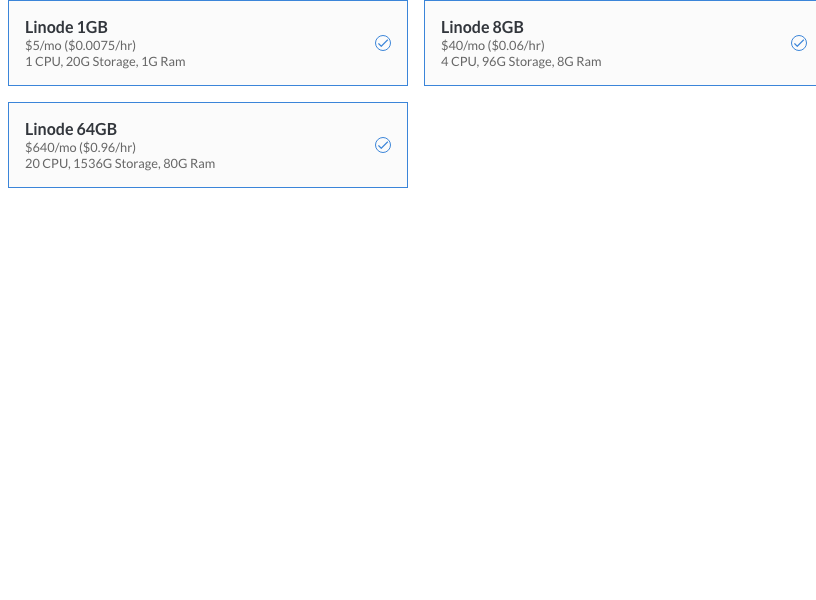 Linode 1GB
$5/mo ($0.0075/hr)
1 CPU, 20G Storage, 1G Ram
Linode 8GB
$40/mo ($0.06/hr)
4 CPU, 96G Storage, 8G Ram
Linode 64GB
$640/mo ($0.96/hr)
20 CPU, 1536G Storage, 80G Ram